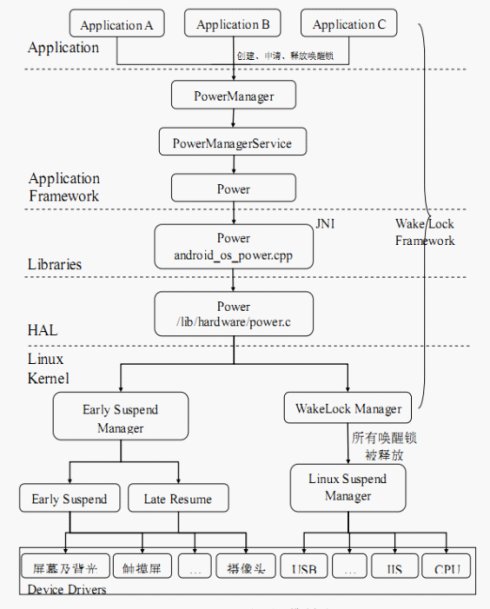 Application A
Application B
Application C
Application
创建、申请、释放唤醒锁
PowerManager
PowerManagerService
Application
Framework
Power
JNI
Wake Lock
Framework
Power
android_os_power.cpp
Libraries
Power
/lib/hardware/power.c
HAL
Linux
Kernel
Early Suspend
Manager
WakeLock Manager
所有唤醒锁
被释放
Linux Suspend
Manager
Early Suspend
Late Resume
屏幕及背光
触摸屏
...
摄像头
USB
...
IIS
CPU
Device Drivers